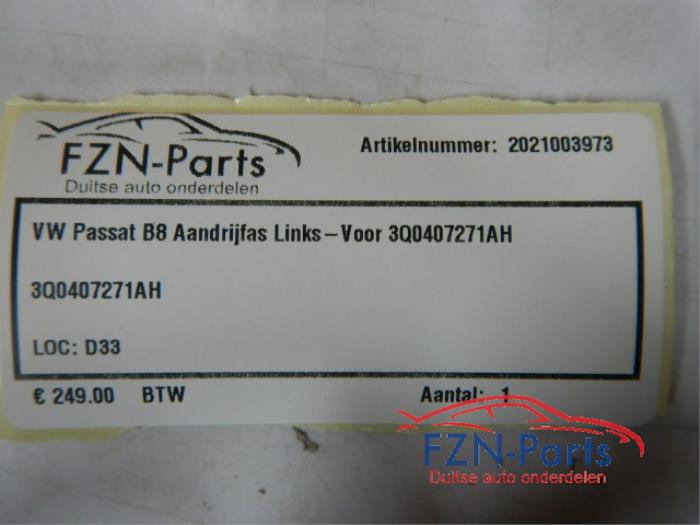 FZN-Parts
Duitse auto onderdelen
Artikelnummer: 2021003973
VW Passat B8 Aandrijfas Links-Voor 3Q0407271AH
3Q0407271AH
LOC: D33
€ 249.00 BTW Aantal: 1
FZN-Parts
Duitse auto onderdelen